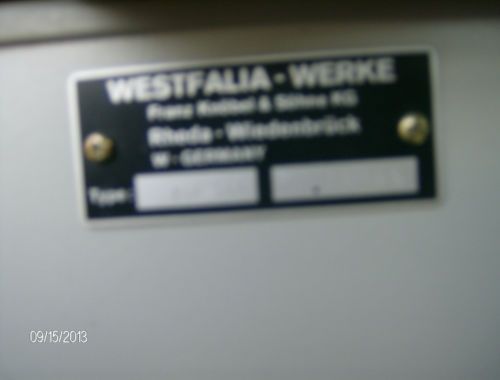 WESTFALIA - WERKE
Franz Knöbel & Söhne KG
Rheda - Wiedenbrück
W - GERMANY
Type:
09/15/2013